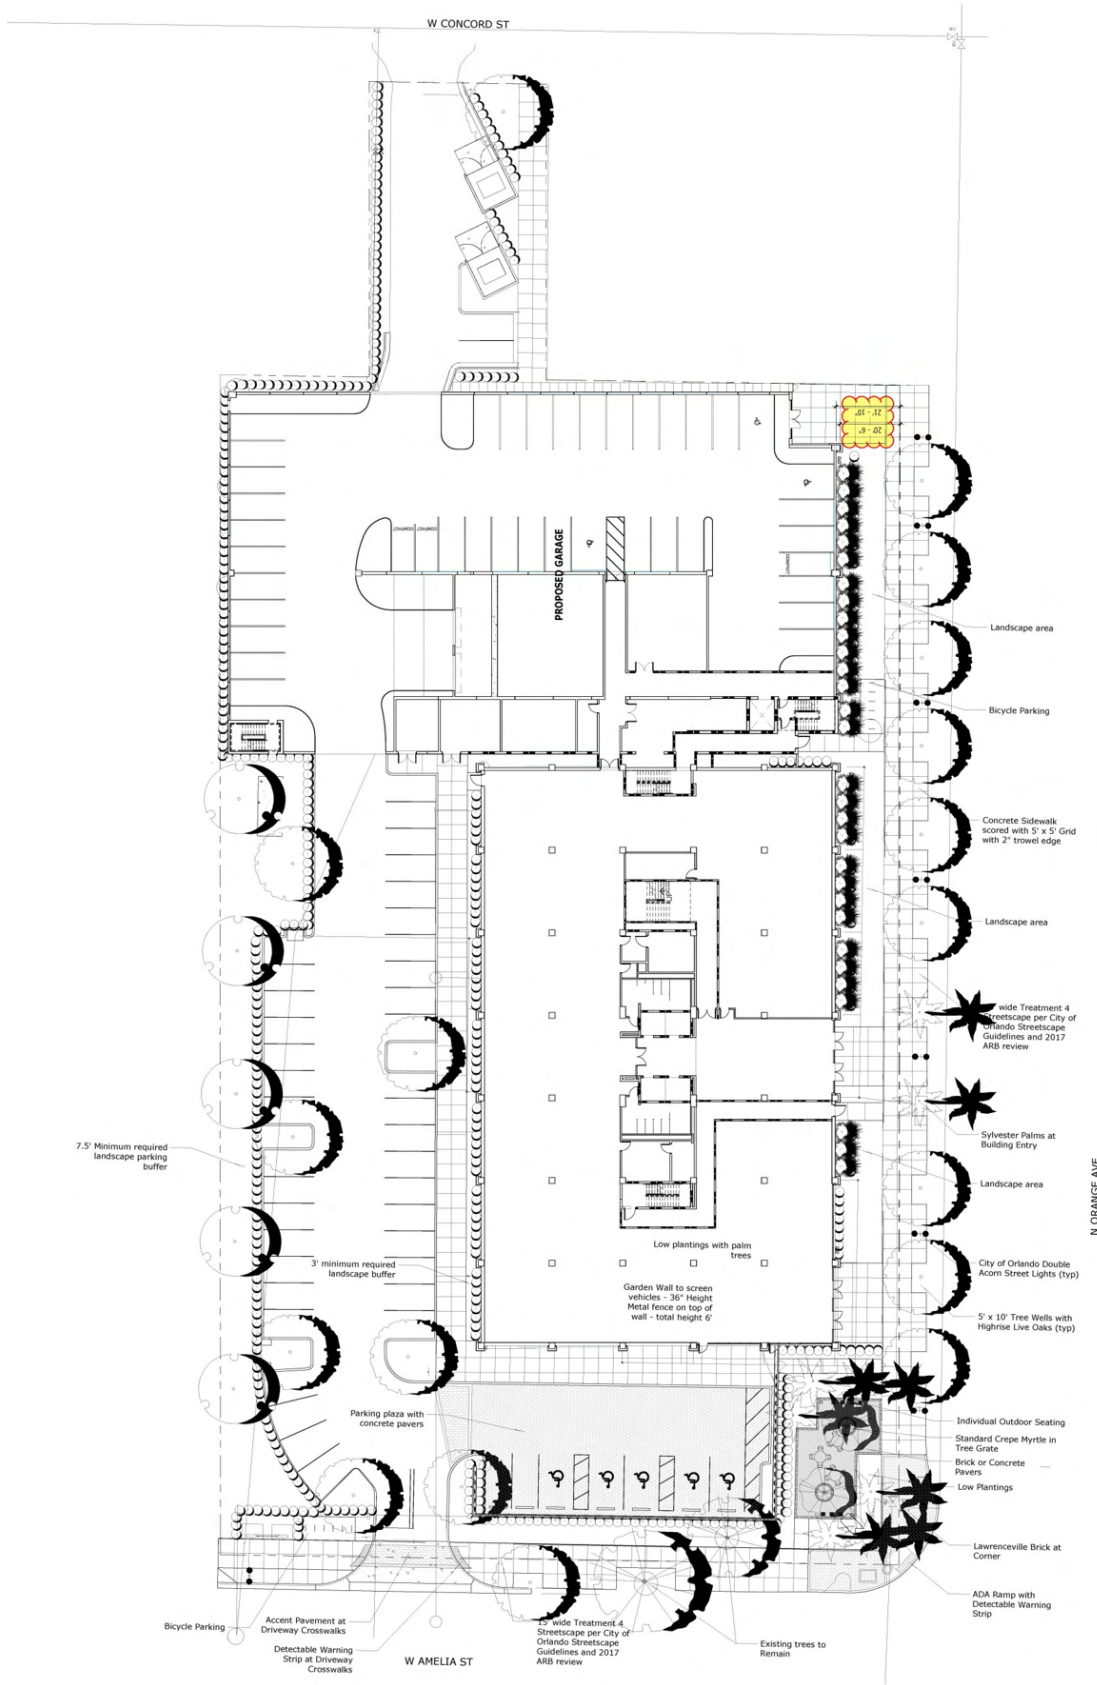 W CONCORD ST
21' - 10"
20' - 6"
COMPACT
COMPACT
COMPACT
PROPOSED GARAGE
Landscape area
Bicycle Parking
Concrete Sidewalk
scored with 5' x 5' Grid
with 2" trowel edge
Landscape area
wide Treatment 4
Streetscape per City of
Orlando Streetscape
Guidelines and 2017
ARB review
Sylvester Palms at
Building Entry
7.5' Minimum required
landscape parking
buffer
N ORANGE AVE
Landscape area
Low plantings with palm
trees
3' minimum required
landscape buffer
City of Orlando Double
Acorn Street Lights (typ)
Garden Wall to screen
vehicles - 36" Height
Metal fence on top of
wall - total height 6'
5' x 10' Tree Wells with
Highrise Live Oaks (typ)
Parking plaza with
concrete pavers
Individual Outdoor Seating
Standard Crepe Myrtle in
Tree Grate
Brick or Concrete
Pavers
Low Plantings
Lawrenceville Brick at
Corner
ADA Ramp with
Detectable Warning
Strip
Bicycle Parking
Accent Pavement at
Driveway Crosswalks
Detectable Warning
Strip at Driveway
Crosswalks
W AMELIA ST
15' wide Treatment 4
Streetscape per City of
Orlando Streetscape
Guidelines and 2017
ARB review
Existing trees to
Remain